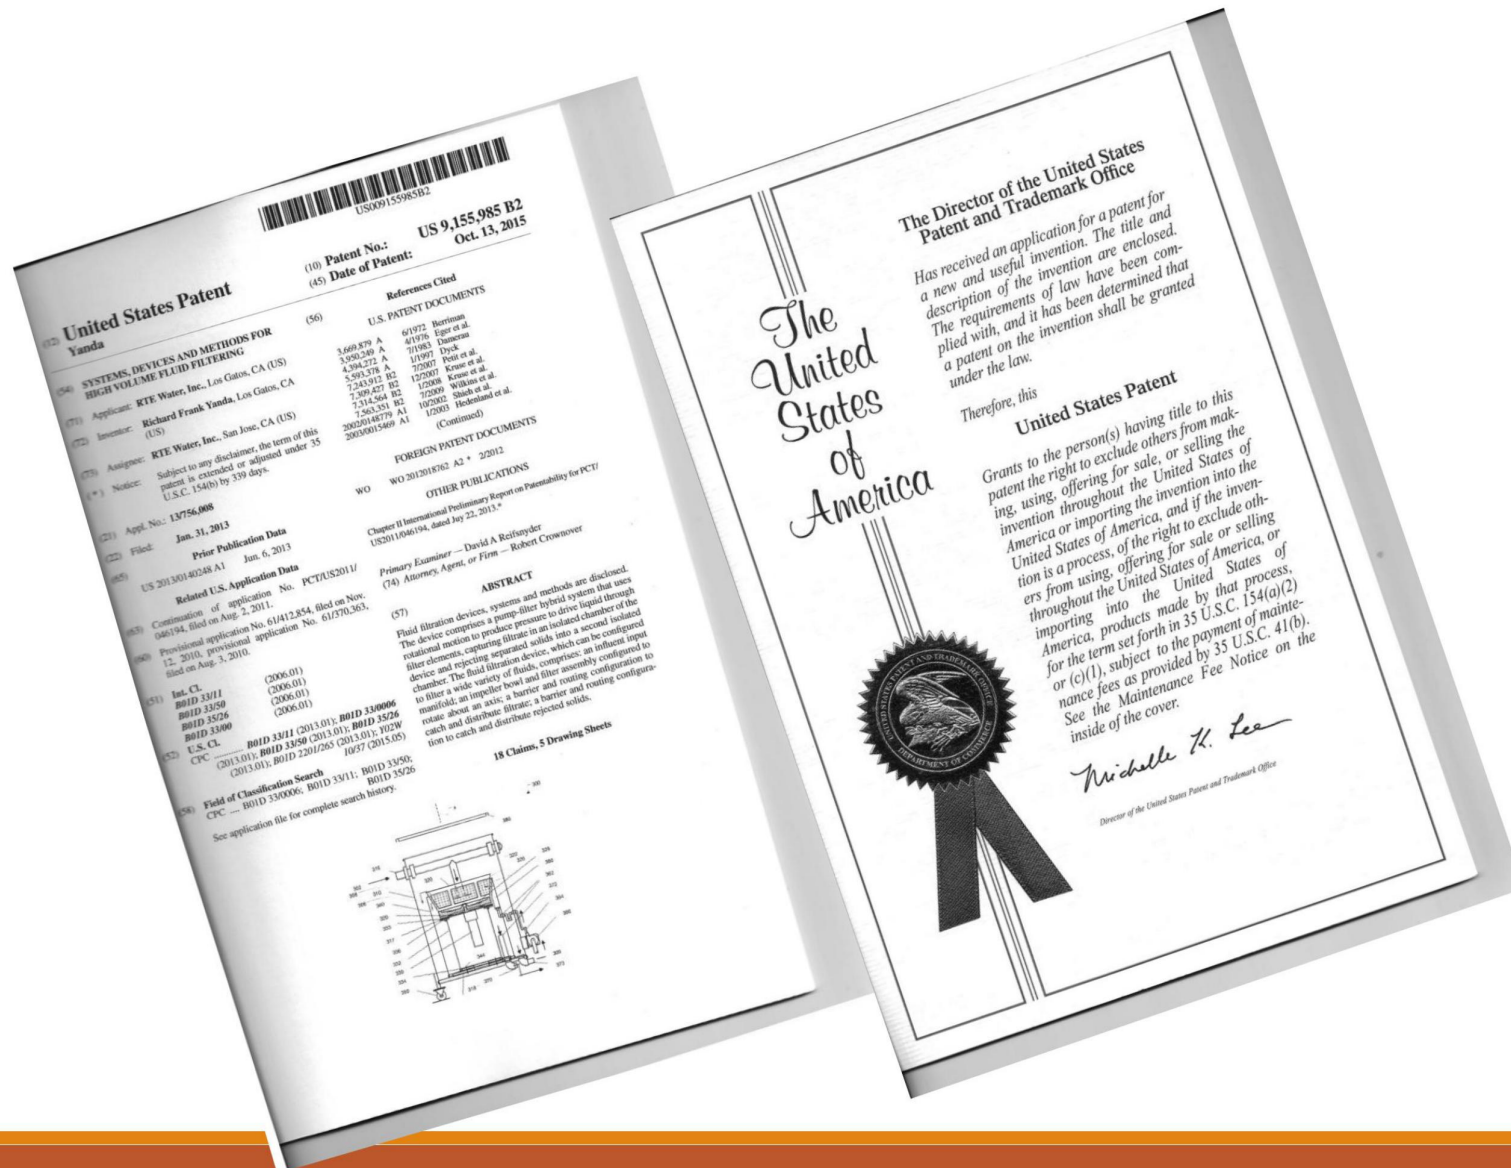 US009155985B2
(12) United States Patent
Yanda
(10) Patent No.: US 9,155,985 B2
(45) Date of Patent: Oct. 13, 2015
(54) SYSTEMS, DEVICES AND METHODS FOR
HIGH VOLUME FLUID FILTERING
(71) Applicant: RTE Water, Inc., Los Gatos, CA (US)
(72) Inventor: Richard Frank Yanda, Los Gatos, CA
(US)
(73) Assignee: RTE Water, Inc., San Jose, CA (US)
(*) Notice: Subject to any disclaimer, the term of this
patent is extended or adjusted under 35
U.S.C. 154(b) by 339 days.
(21) Appl. No.: 13/756,008
(22) Filed: Jan. 31, 2013
(65) Prior Publication Data
US 2013/0140248 A1 Jun. 6, 2013
Related U.S. Application Data
(63) Continuation of application No. PCT/US2011/
046194, filed on Aug. 2, 2011.
(60) Provisional application No. 61/412,854, filed on Nov.
12, 2010, provisional application No. 61/370,363,
filed on Aug. 3, 2010.
(51) Int. Cl.
B01D 33/11 (2006.01)
B01D 33/50 (2006.01)
B01D 35/26 (2006.01)
B01D 33/00 (2006.01)
(52) U.S. Cl.
CPC .......... B01D 33/11 (2013.01); B01D 33/0006
(2013.01); B01D 33/50 (2013.01); B01D 35/26
(2013.01); B01D 2201/265 (2013.01); Y02W
10/37 (2015.05)
(58) Field of Classification Search
CPC .... B01D 33/0006; B01D 33/11; B01D 33/50;
B01D 35/26
See application file for complete search history.
(56) References Cited
U.S. PATENT DOCUMENTS
3,669,879 A 6/1972 Berriman
3,950,249 A 4/1976 Eger et al.
4,394,272 A 7/1983 Damerau
5,593,378 A 1/1997 Dyck
7,243,912 B2 7/2007 Petit et al.
7,309,427 B2 12/2007 Kruse et al.
7,314,564 B2 1/2008 Kruse et al.
7,563,351 B2 7/2009 Wilkins et al.
2002/0148779 A1 10/2002 Shieh et al.
2003/0015469 A1 1/2003 Hedenland et al.
(Continued)
FOREIGN PATENT DOCUMENTS
WO WO 2012018762 A2 * 2/2012
OTHER PUBLICATIONS
Chapter II International Preliminary Report on Patentability for PCT/
US2011/046194, dated Juy 22, 2013.*
Primary Examiner — David A Reifsnyder
(74) Attorney, Agent, or Firm — Robert Crownover
(57) ABSTRACT
Fluid filtration devices, systems and methods are disclosed.
The device comprises a pump-filter hybrid system that uses
rotational motion to produce pressure to drive liquid through
filter elements, capturing filtrate in an isolated chamber of the
device and rejecting separated solids into a second isolated
chamber. The fluid filtration device, which can be configured
to filter a wide variety of fluids, comprises: an influent input
manifold; an impeller bowl and filter assembly configured to
rotate about an axis; a barrier and routing configuration to
catch and distribute filtrate; a barrier and routing configura-
tion to catch and distribute rejected solids.
18 Claims, 5 Drawing Sheets
The
United
States
of
America
UNITED STATES PATENT AND TRADEMARK OFFICE
DEPARTMENT OF COMMERCE
The Director of the United States
Patent and Trademark Office
Has received an application for a patent for
a new and useful invention. The title and
description of the invention are enclosed.
The requirements of law have been com-
plied with, and it has been determined that
a patent on the invention shall be granted
under the law.
Therefore, this
United States Patent
Grants to the person(s) having title to this
patent the right to exclude others from mak-
ing, using, offering for sale, or selling the
invention throughout the United States of
America or importing the invention into the
United States of America, and if the inven-
tion is a process, of the right to exclude oth-
ers from using, offering for sale or selling
throughout the United States of America, or
importing into the United States of
America, products made by that process,
for the term set forth in 35 U.S.C. 154(a)(2)
or (c)(1), subject to the payment of mainte-
nance fees as provided by 35 U.S.C. 41(b).
See the Maintenance Fee Notice on the
inside of the cover.
Michelle K. Lee
Director of the United States Patent and Trademark Office